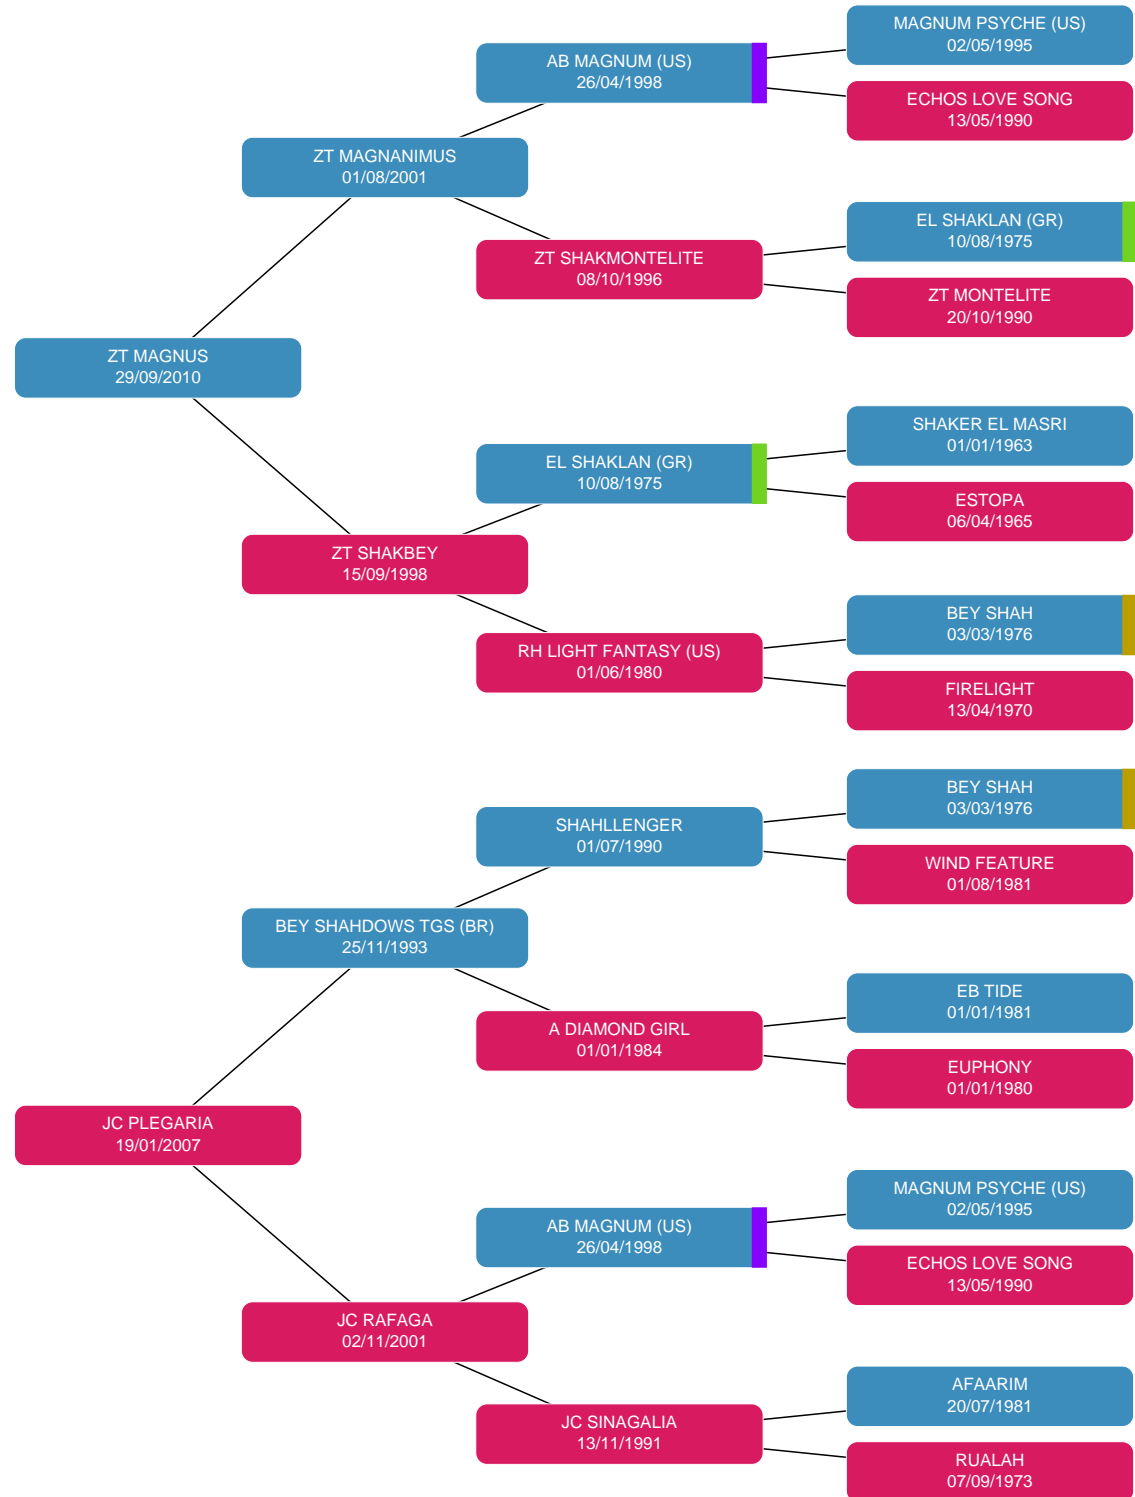 MAGNUM PSYCHE (US)
02/05/1995
AB MAGNUM (US)
26/04/1998
ECHOS LOVE SONG
13/05/1990
ZT MAGNANIMUS
01/08/2001
EL SHAKLAN (GR)
10/08/1975
ZT SHAKMONTELITE
08/10/1996
ZT MONTELITE
20/10/1990
ZT MAGNUS
29/09/2010
SHAKER EL MASRI
01/01/1963
EL SHAKLAN (GR)
10/08/1975
ESTOPA
06/04/1965
ZT SHAKBEY
15/09/1998
BEY SHAH
03/03/1976
RH LIGHT FANTASY (US)
01/06/1980
FIRELIGHT
13/04/1970
BEY SHAH
03/03/1976
SHAHLLENGER
01/07/1990
WIND FEATURE
01/08/1981
BEY SHAHDOWS TGS (BR)
25/11/1993
EB TIDE
01/01/1981
A DIAMOND GIRL
01/01/1984
EUPHONY
01/01/1980
JC PLEGARIA
19/01/2007
MAGNUM PSYCHE (US)
02/05/1995
AB MAGNUM (US)
26/04/1998
ECHOS LOVE SONG
13/05/1990
JC RAFAGA
02/11/2001
AFAARIM
20/07/1981
JC SINAGALIA
13/11/1991
RUALAH
07/09/1973